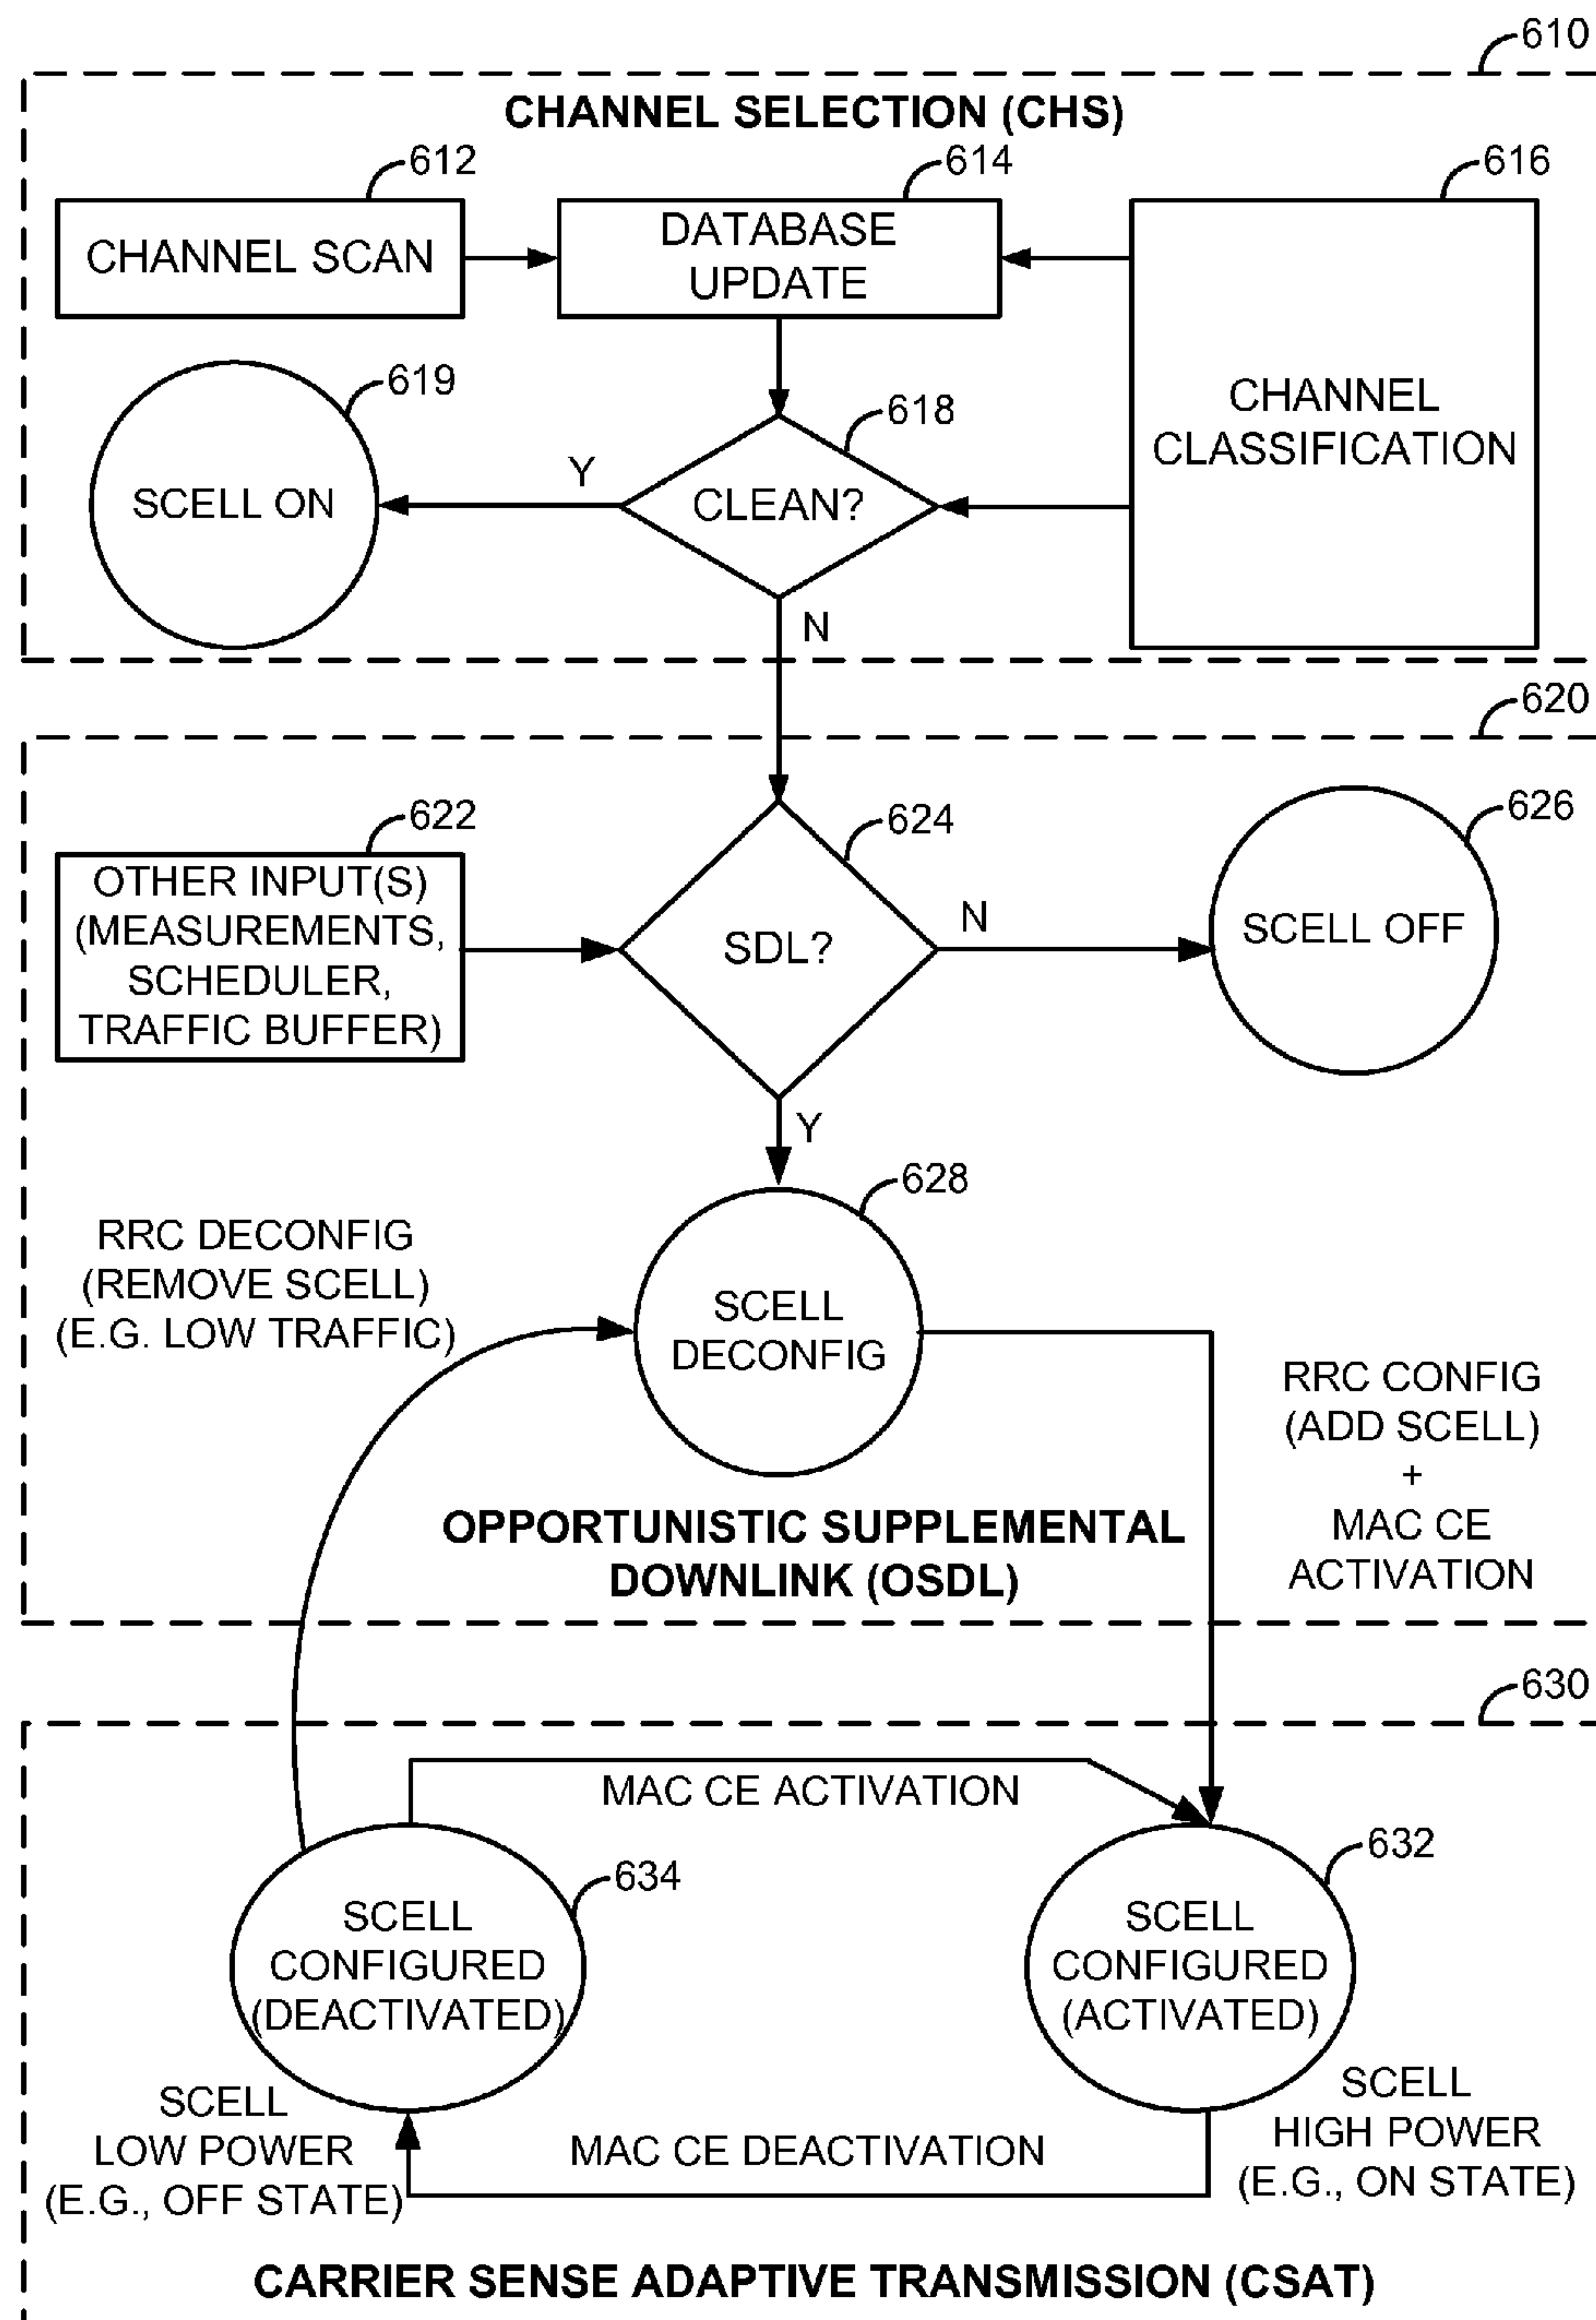 610
CHANNEL SELECTION (CHS)
612
614
616
CHANNEL SCAN
DATABASE
UPDATE
CHANNEL
CLASSIFICATION
619
618
SCELL ON
Y
CLEAN?
N
620
622
624
626
OTHER INPUT(S)
(MEASUREMENTS,
SCHEDULER,
TRAFFIC BUFFER)
SDL?
N
SCELL OFF
Y
628
RRC DECONFIG
(REMOVE SCELL)
(E.G. LOW TRAFFIC)
SCELL
DECONFIG
RRC CONFIG
(ADD SCELL)
+
MAC CE
ACTIVATION
OPPORTUNISTIC SUPPLEMENTAL
DOWNLINK (OSDL)
630
MAC CE ACTIVATION
634
632
SCELL
CONFIGURED
(DEACTIVATED)
SCELL
CONFIGURED
(ACTIVATED)
SCELL
LOW POWER
(E.G., OFF STATE)
MAC CE DEACTIVATION
SCELL
HIGH POWER
(E.G., ON STATE)
CARRIER SENSE ADAPTIVE TRANSMISSION (CSAT)